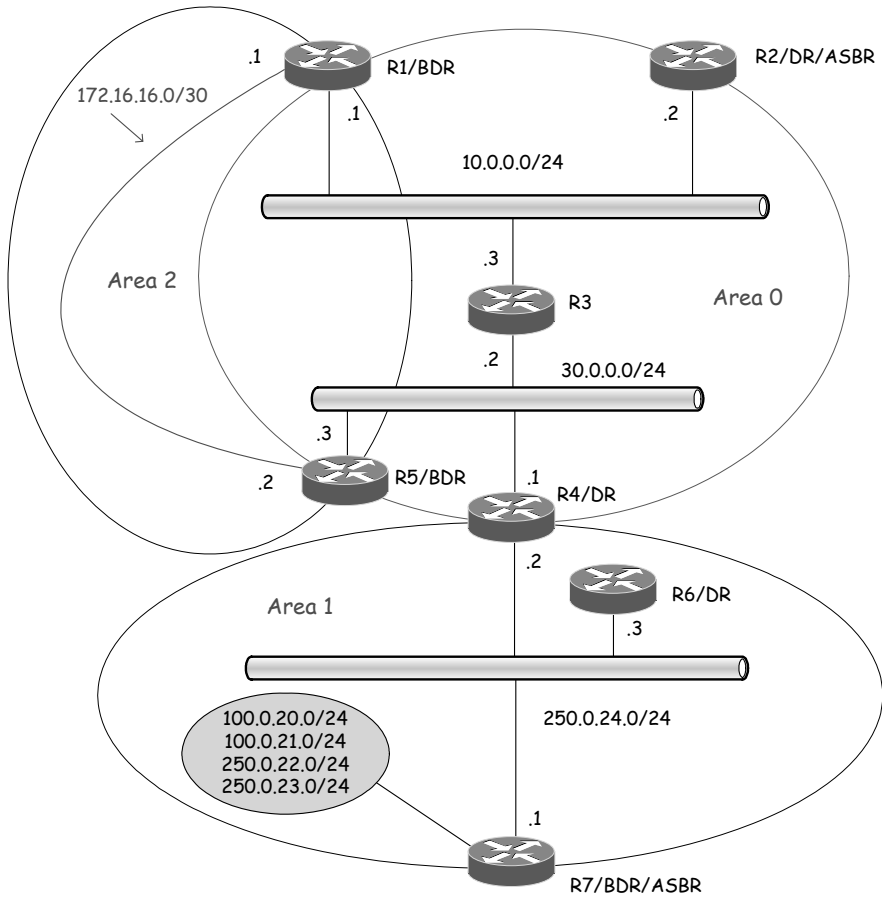 .1
R1/BDR
R2/DR/ASBR
172.16.16.0/30
.1
.2
10.0.0.0/24
.3
Area 2
R3
Area 0
.2
30.0.0.0/24
.3
.2
R5/BDR
.1
R4/DR
.2
R6/DR
Area 1
.3
100.0.20.0/24
100.0.21.0/24
250.0.22.0/24
250.0.23.0/24
250.0.24.0/24
.1
R7/BDR/ASBR